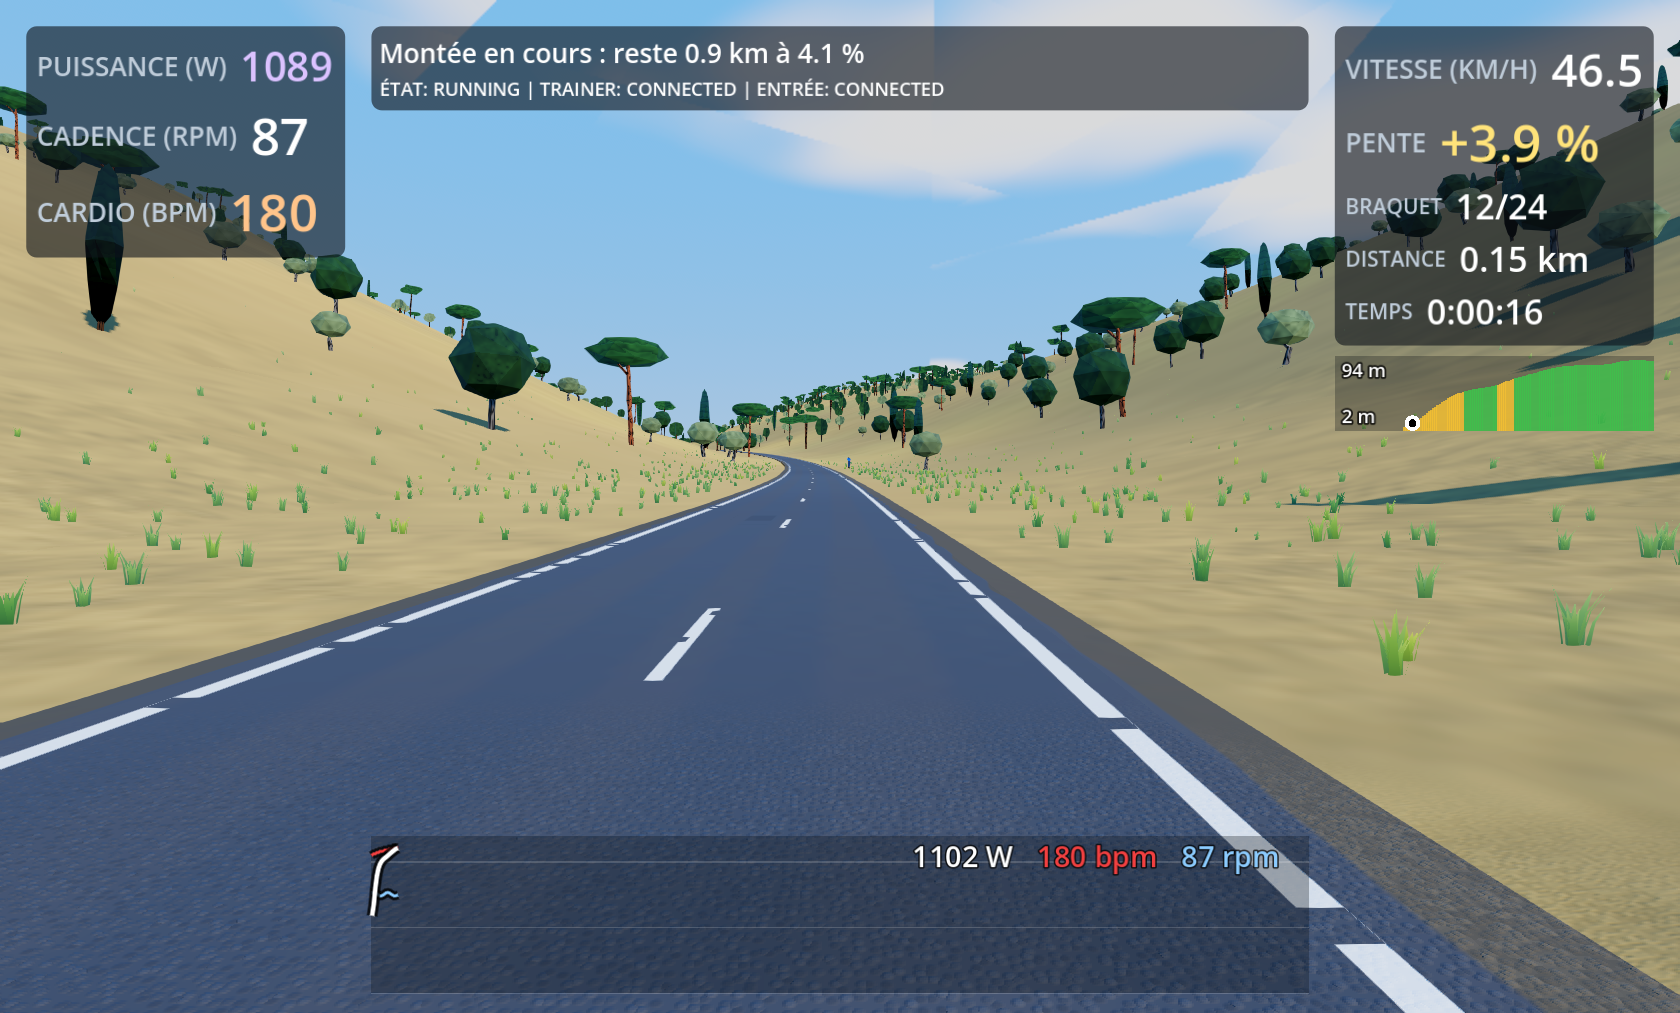 PUISSANCE (W) 1089
CADENCE (RPM) 87
CARDIO (BPM) 180
Montée en cours : reste 0.9 km à 4.1 %
ÉTAT: RUNNING | TRAINER: CONNECTED | ENTRÉE: CONNECTED
VITESSE (KM/H) 46.5
PENTE +3.9 %
BRAQUET 12/24
DISTANCE 0.15 km
TEMPS 0:00:16
94 m
2 m
1102 W 180 bpm 87 rpm